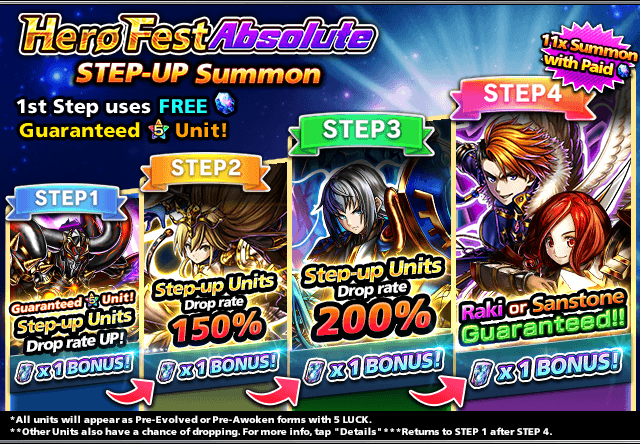 HeroFest Absolute
STEP-UP Summon
11x Summon
with Paid
1st Step uses FREE
Guaranteed 5 Unit!
STEP1
Guaranteed 5 Unit!
Step-up Units
Drop rate UP!
x 1 BONUS!
STEP2
Step-up Units
Drop rate
150%
x 1 BONUS!
STEP3
Step-up Units
Drop rate
200%
x 1 BONUS!
STEP4
Raki or Sanstone
Guaranteed!!
x 1 BONUS!
*All units will appear as Pre-Evolved or Pre-Awoken forms with 5 LUCK.
**Other Units also have a chance of dropping. For more info, tap "Details" ***Returns to STEP 1 after STEP 4.